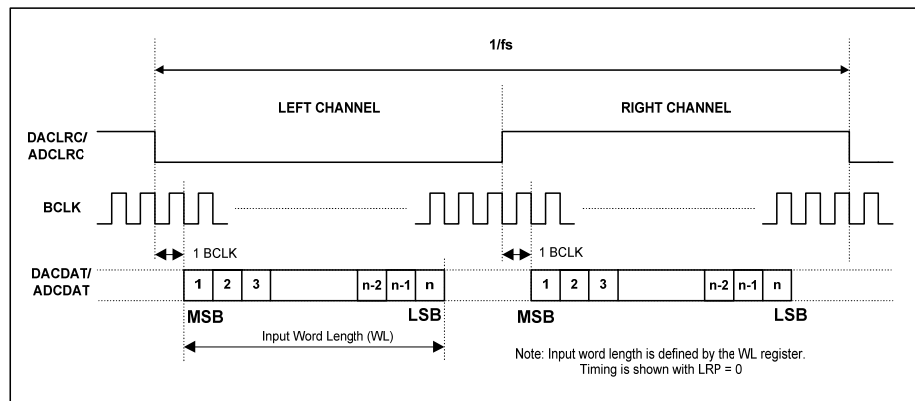 1/fs
LEFT CHANNEL
RIGHT CHANNEL
DACLRC/
ADCLRC
BCLK
1 BCLK
1 BCLK
DACDAT/
ADCDAT
1 2 3 n-2 n-1 n
1 2 3 n-2 n-1 n
MSB
LSB
MSB
LSB
Input Word Length (WL)
Note: Input word length is defined by the WL register.
Timing is shown with LRP = 0